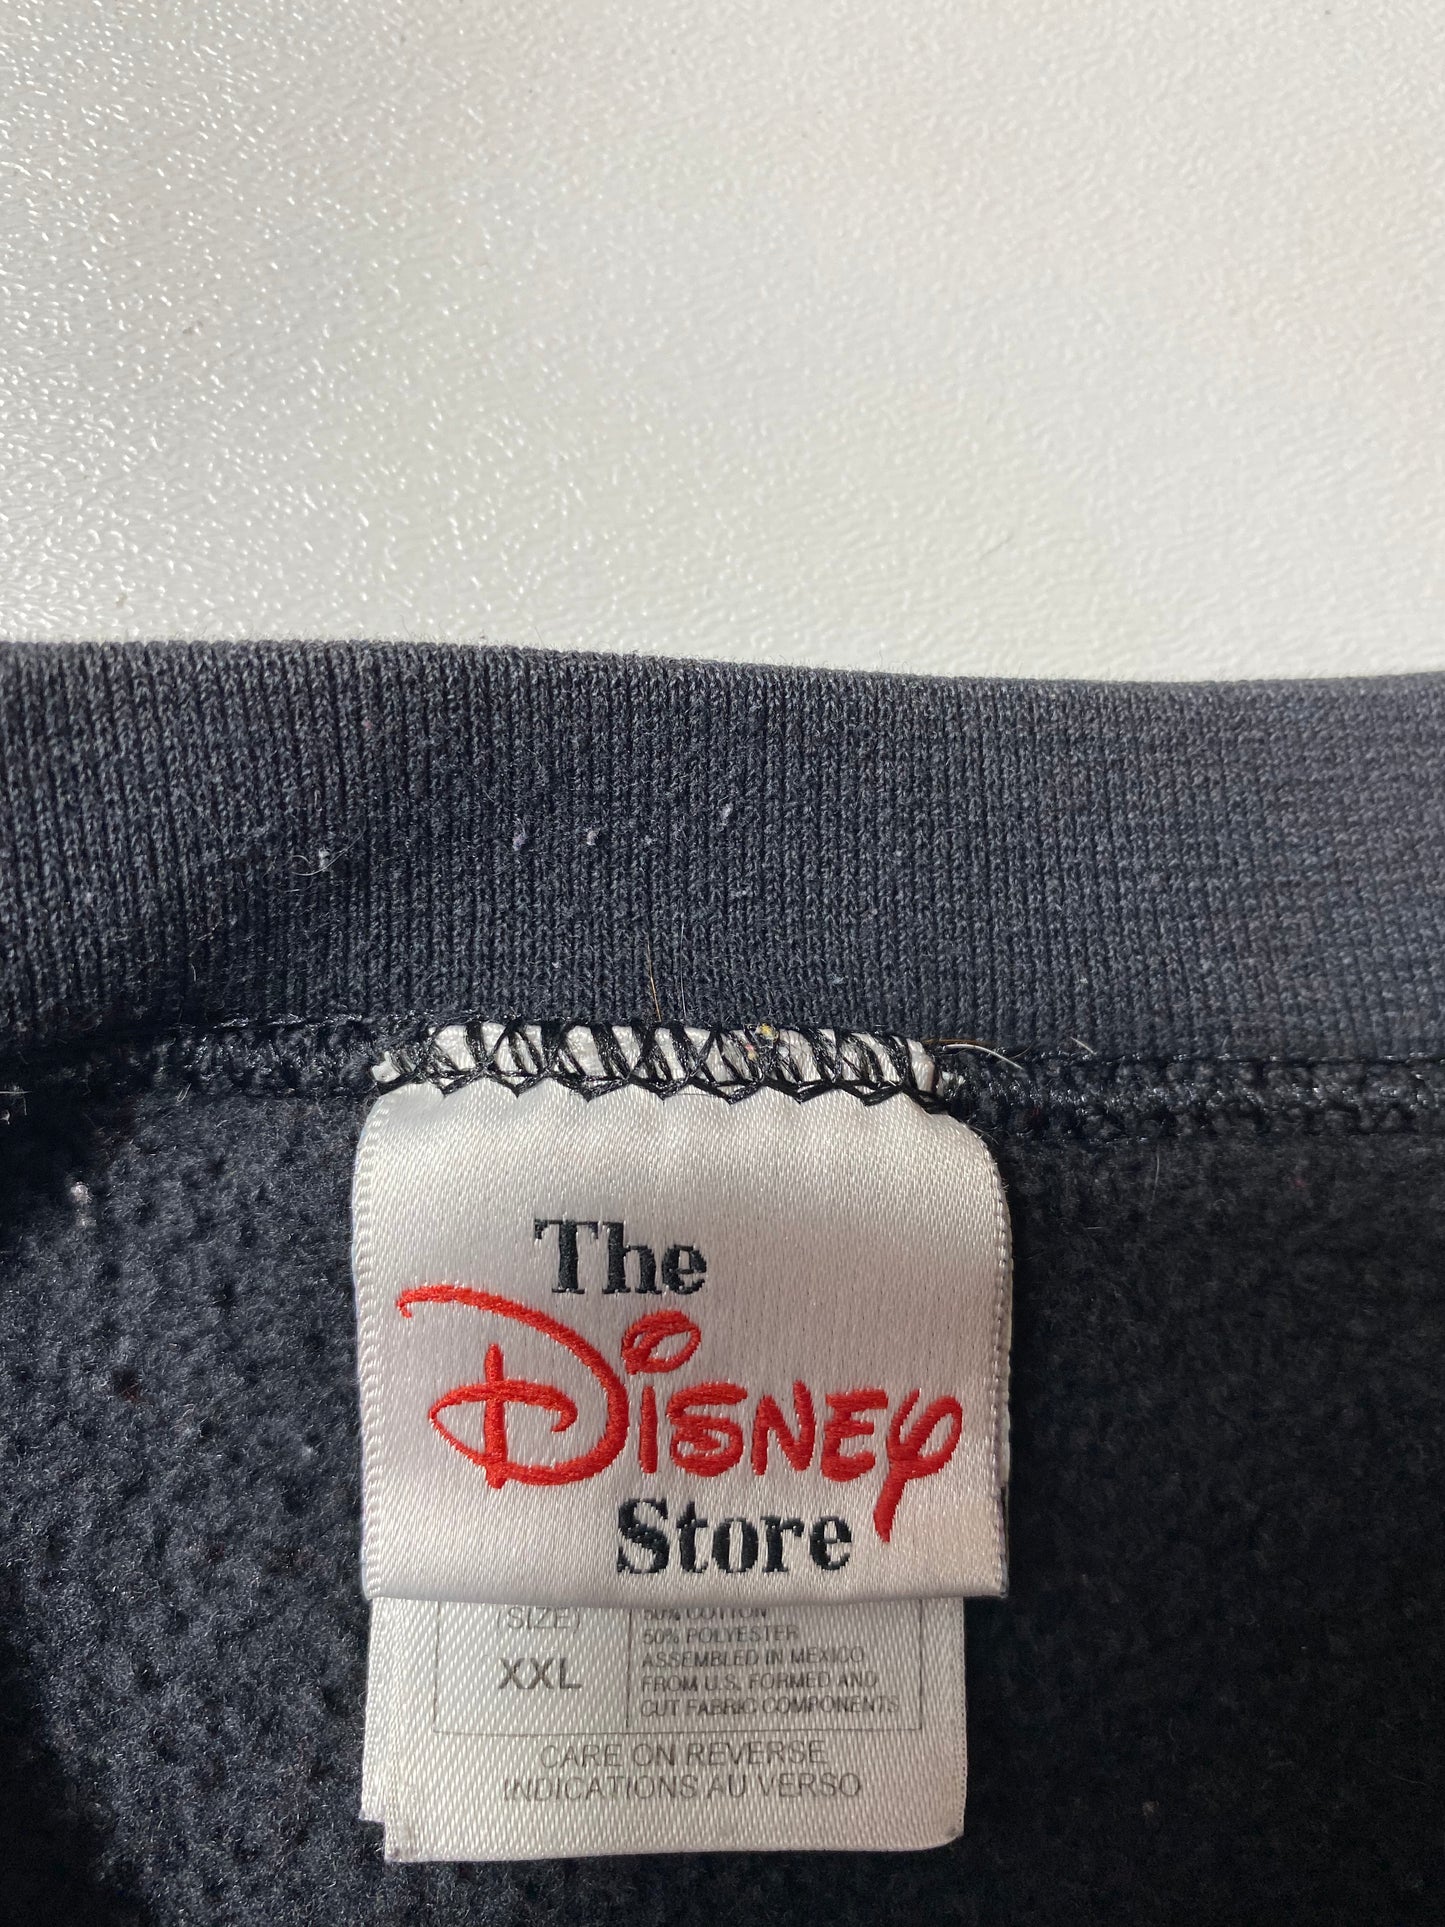 The
Disney
Store
(SIZE)
XXL
50% COTTON
50% POLYESTER
ASSEMBLED IN MEXICO
FROM U.S. FORMED AND
CUT FABRIC COMPONENTS
CARE ON REVERSE
INDICATIONS AU VERSO